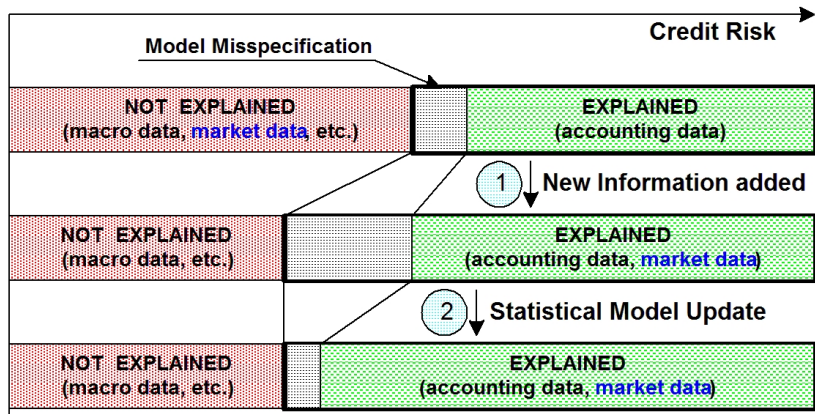 Credit Risk
Model Misspecification
NOT EXPLAINED
(macro data, market data, etc.)
EXPLAINED
(accounting data)
1 New Information added
NOT EXPLAINED
(macro data, etc.)
EXPLAINED
(accounting data, market data)
2 Statistical Model Update
NOT EXPLAINED
(macro data, etc.)
EXPLAINED
(accounting data, market data)